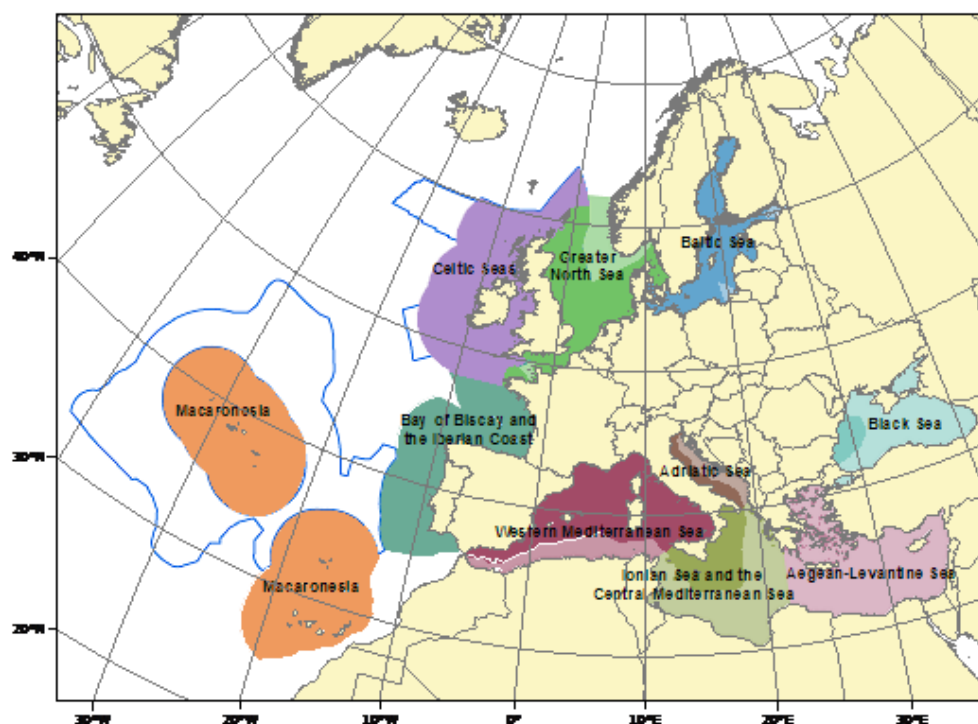 Baltic Sea
Celtic Seas
Greater
North Sea
40°N
Macaronesia
Bay of Biscay and
the Iberian Coast
Black Sea
30°N
Adriatic Sea
Western Mediterranean Sea
Ionian Sea and the
Central Mediterranean Sea
Aegean-Levantine Sea
Macaronesia
20°N
30°W
20°W
10°W
0°
10°E
20°E
30°E